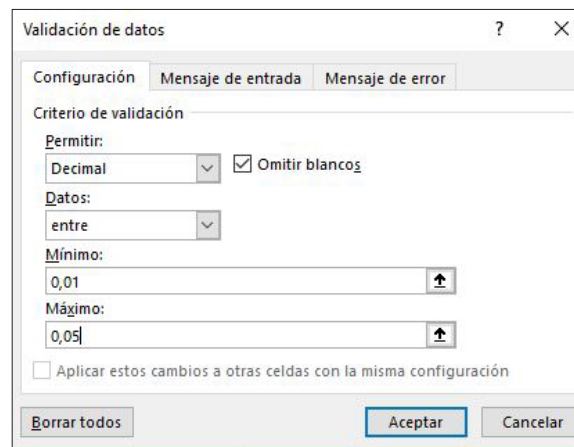 Validación de datos ? ×
Configuración Mensaje de entrada Mensaje de error
Criterio de validación
Permitir:
Decimal Omitir blancos
Datos:
entre
Mínimo:
0,01
Máximo:
0,05
Aplicar estos cambios a otras celdas con la misma configuración
Borrar todos Aceptar Cancelar